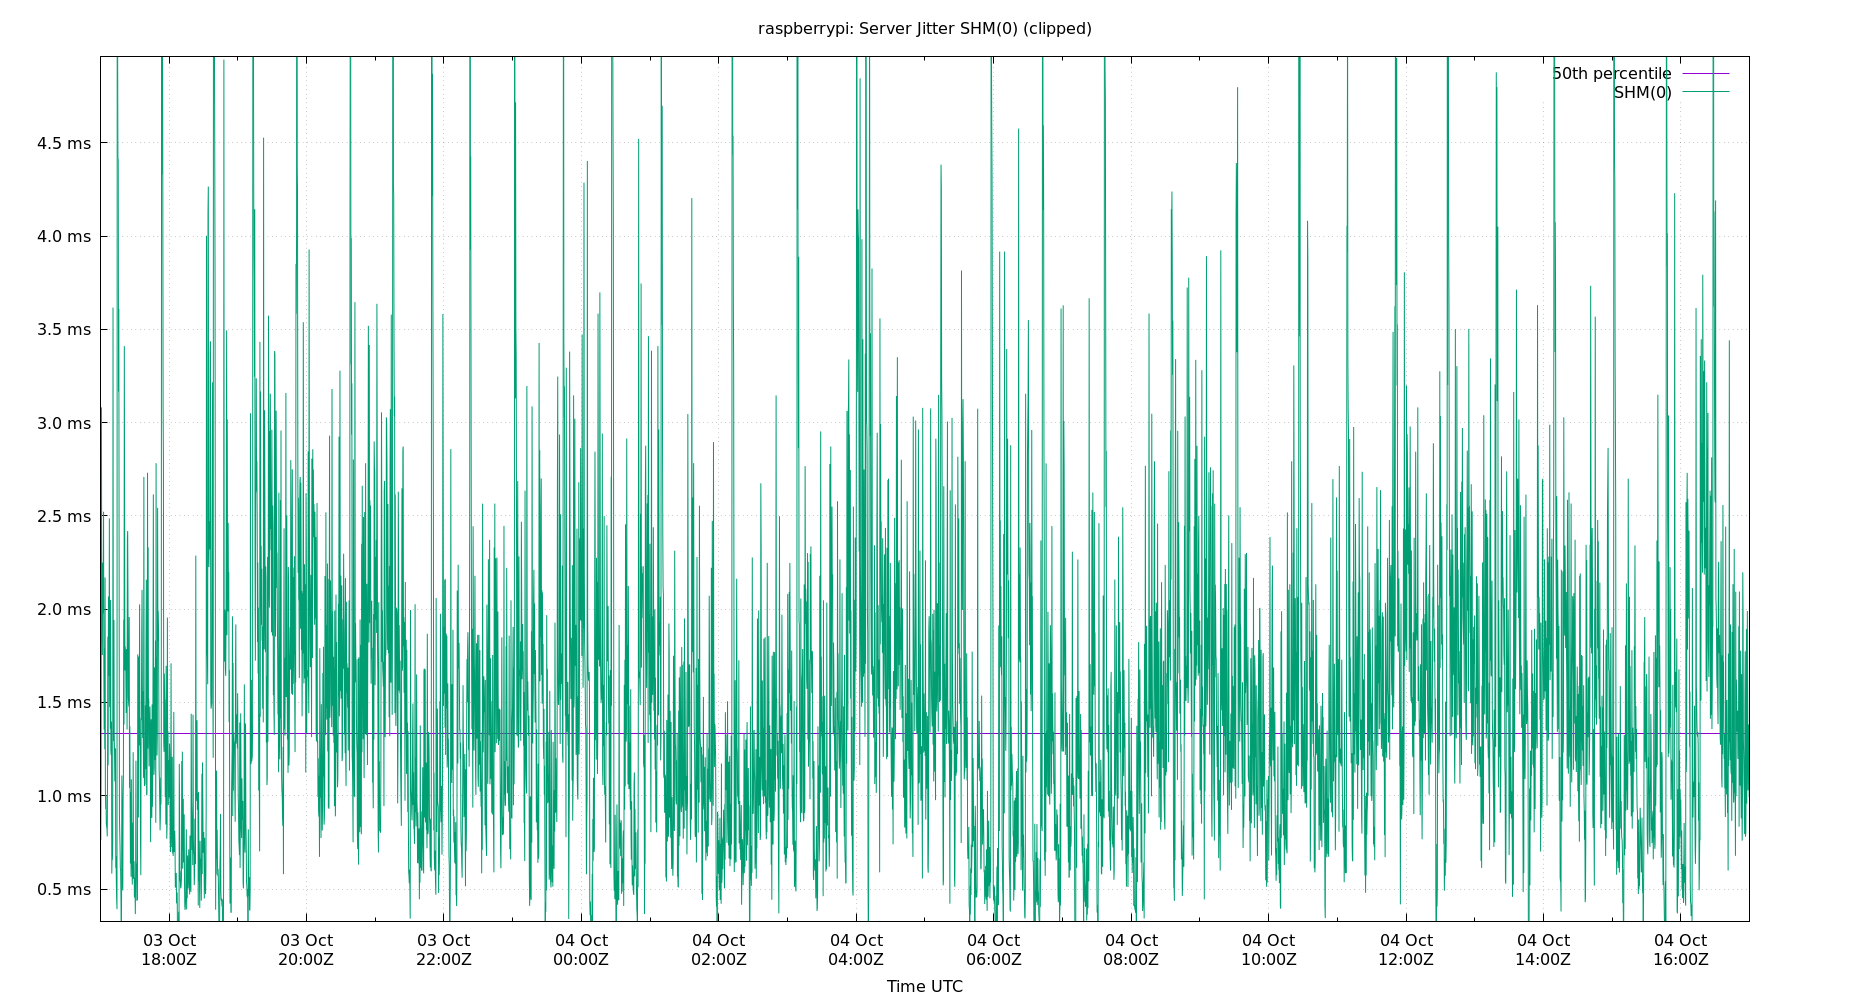 raspberrypi: Server Jitter SHM(0) (clipped)
50th percentile
SHM(0)
4.5 ms
4.0 ms
3.5 ms
3.0 ms
2.5 ms
2.0 ms
1.5 ms
1.0 ms
0.5 ms
03 Oct 03 Oct 03 Oct 04 Oct 04 Oct 04 Oct 04 Oct 04 Oct 04 Oct 04 Oct 04 Oct 04 Oct
18:00Z 20:00Z 22:00Z 00:00Z 02:00Z 04:00Z 06:00Z 08:00Z 10:00Z 12:00Z 14:00Z 16:00Z
Time UTC